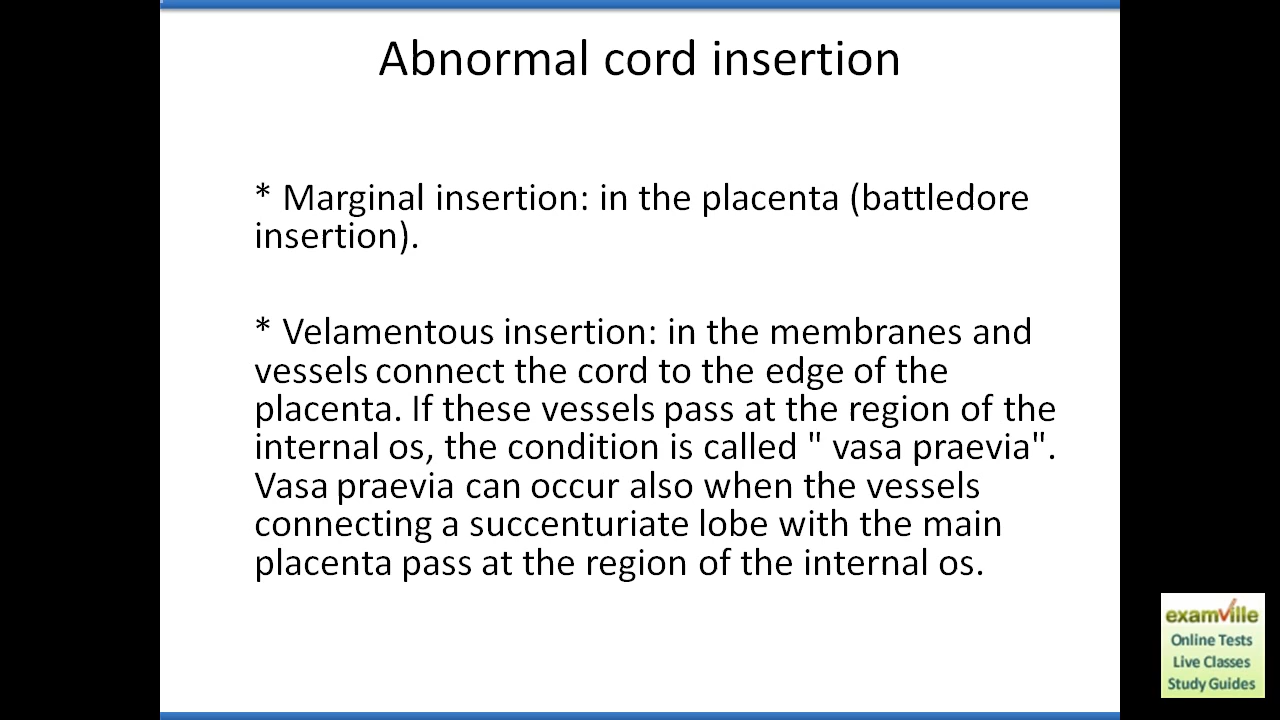 Abnormal cord insertion
* Marginal insertion: in the placenta (battledore
insertion).
* Velamentous insertion: in the membranes and
vessels connect the cord to the edge of the
placenta. If these vessels pass at the region of the
internal os, the condition is called " vasa praevia".
Vasa praevia can occur also when the vessels
connecting a succenturiate lobe with the main
placenta pass at the region of the internal os.
examville
Online Tests
Live Classes
Study Guides